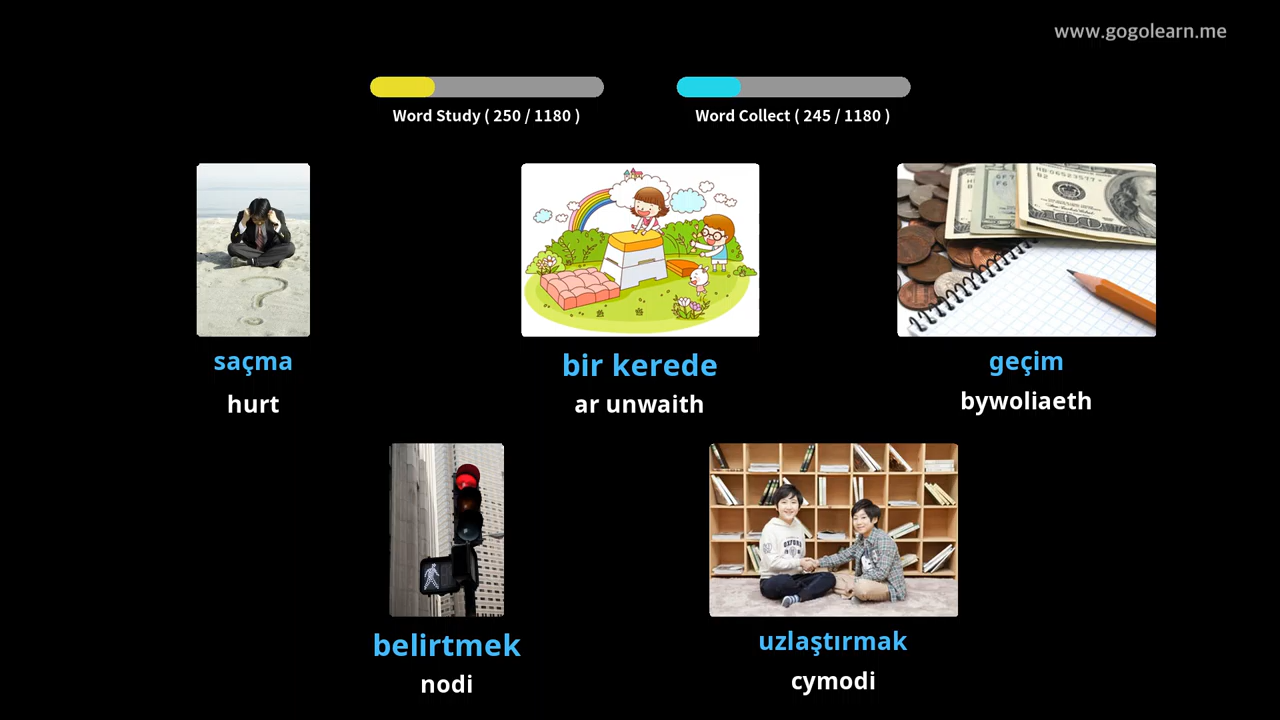 www.gogolearn.me
Word Study ( 250 / 1180 )
Word Collect ( 245 / 1180 )
saçma
hurt
bir kerede
ar unwaith
geçim
bywoliaeth
belirtmek
nodi
uzlaştırmak
cymodi